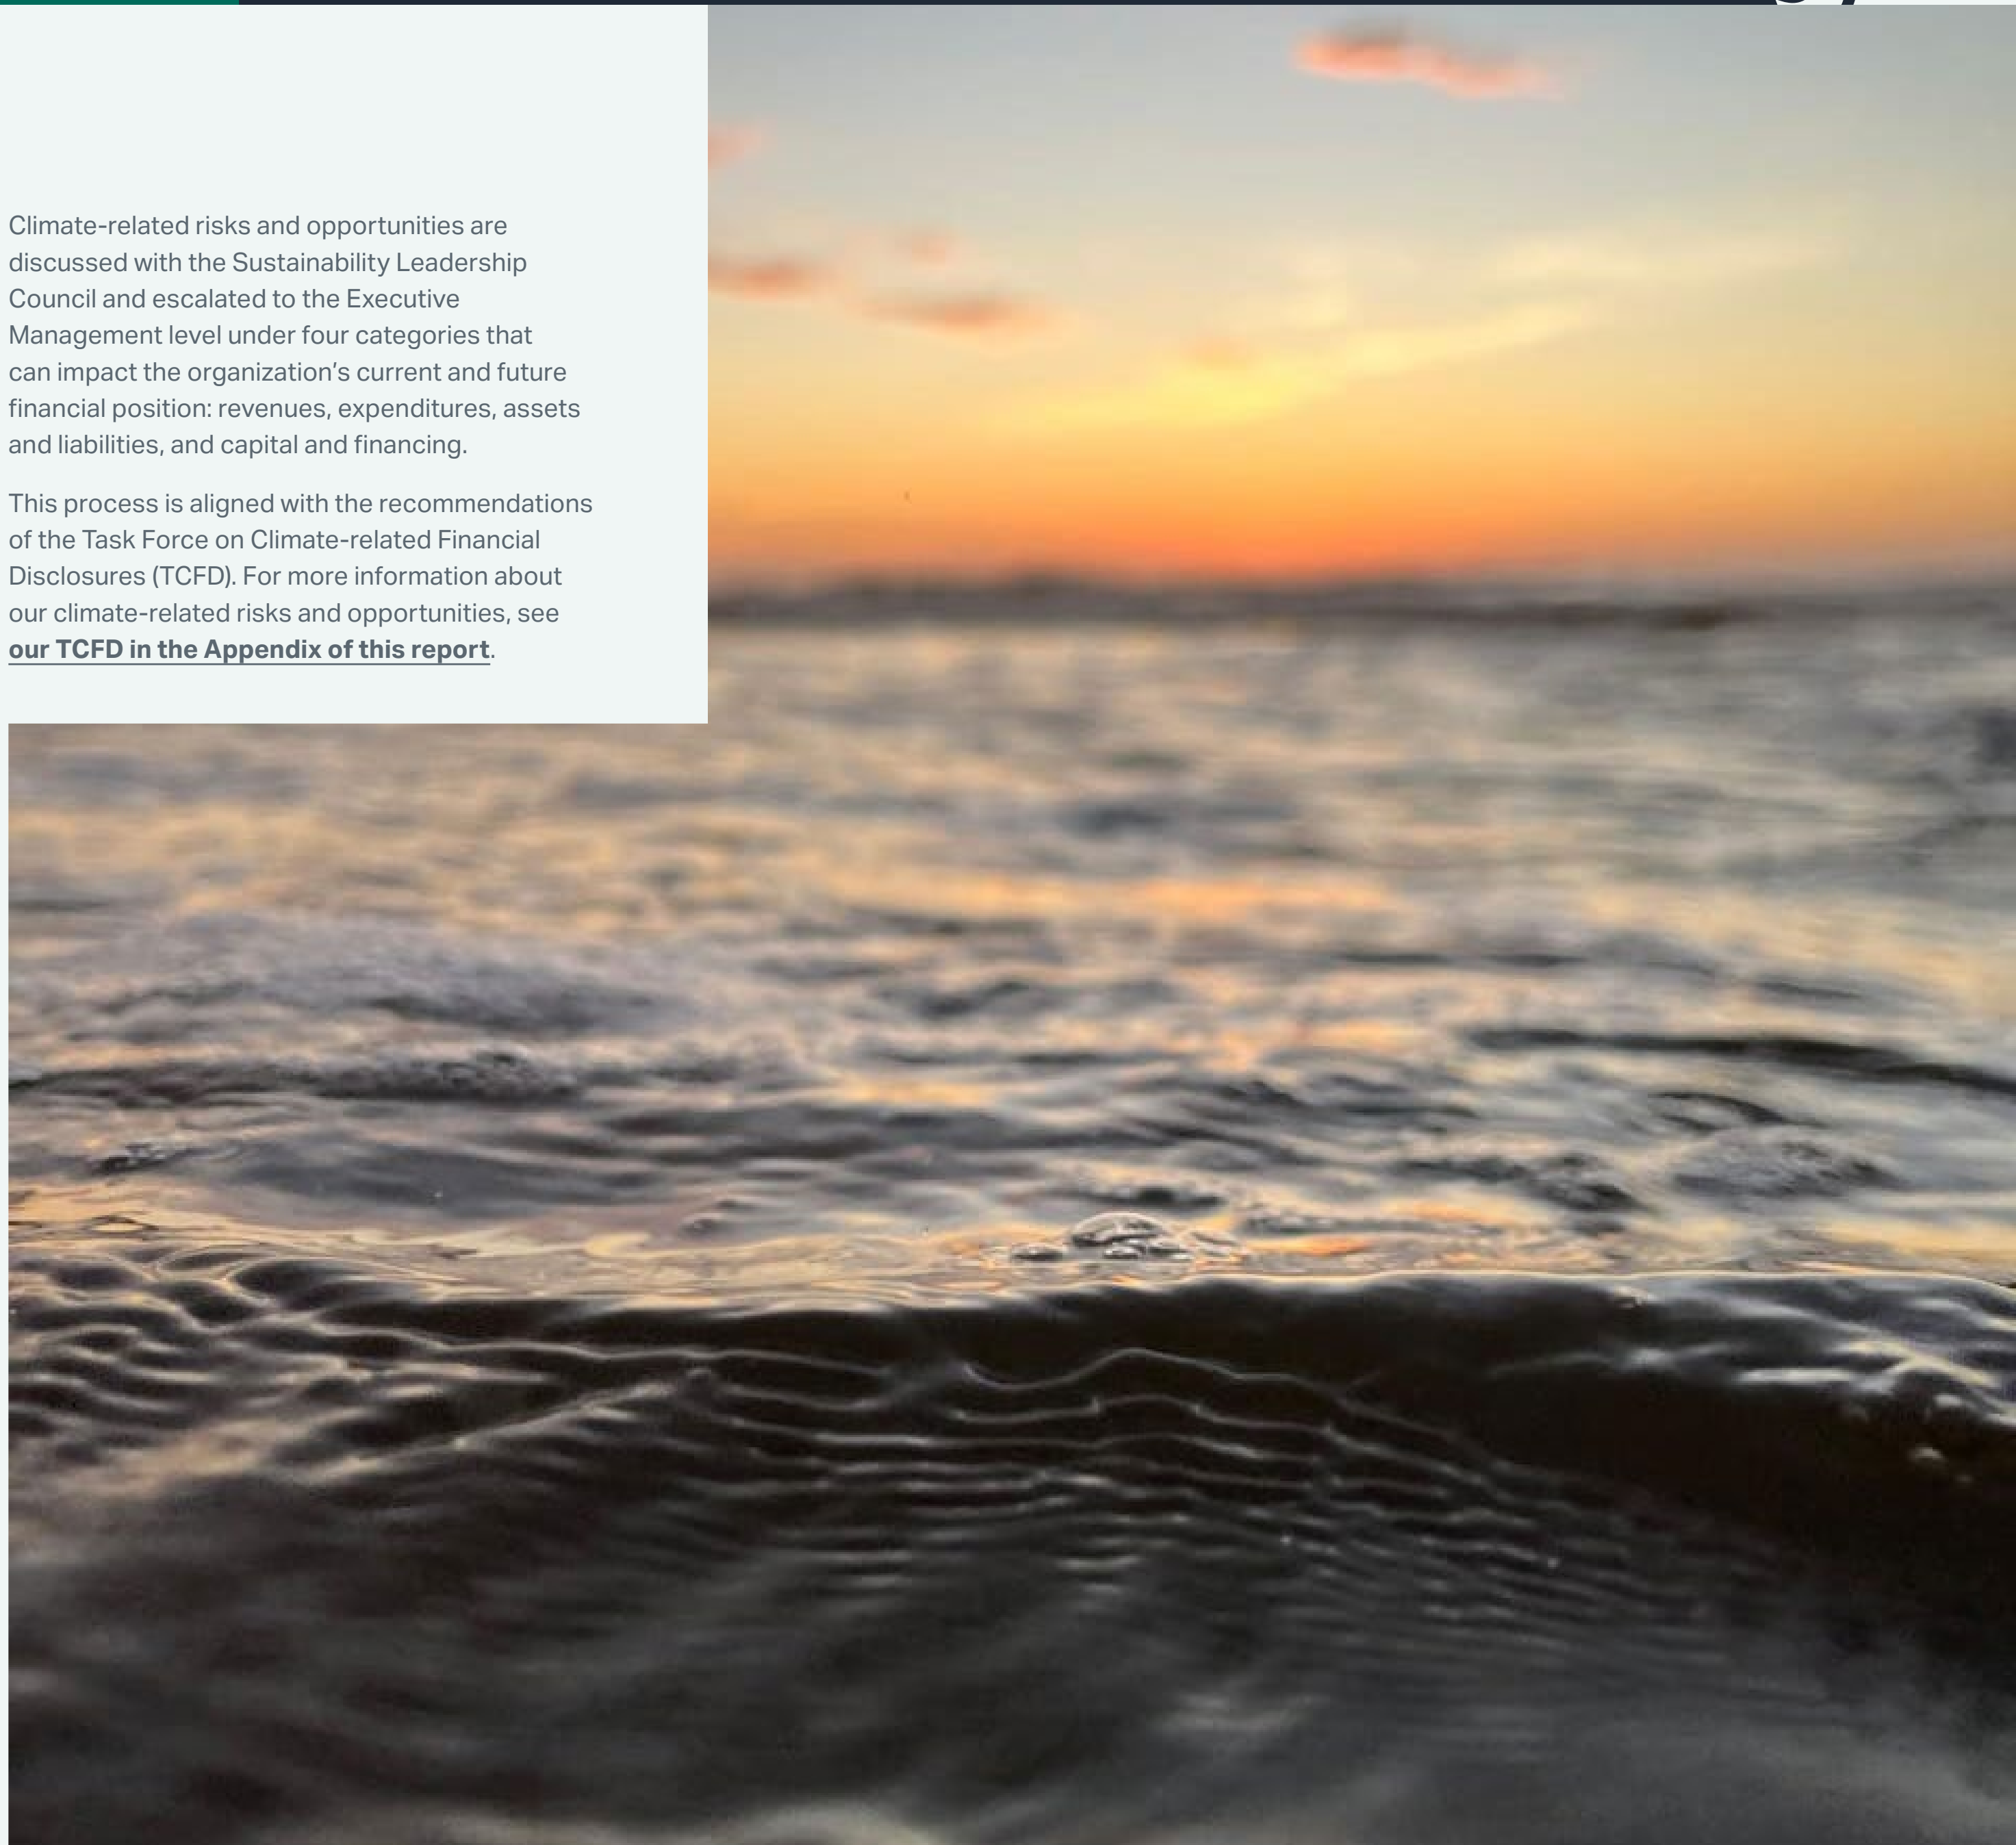 Climate-related risks and opportunities are
discussed with the Sustainability Leadership
Council and escalated to the Executive
Management level under four categories that
can impact the organization’s current and future
financial position: revenues, expenditures, assets
and liabilities, and capital and financing.
This process is aligned with the recommendations
of the Task Force on Climate-related Financial
Disclosures (TCFD). For more information about
our climate-related risks and opportunities, see
our TCFD in the Appendix of this report.